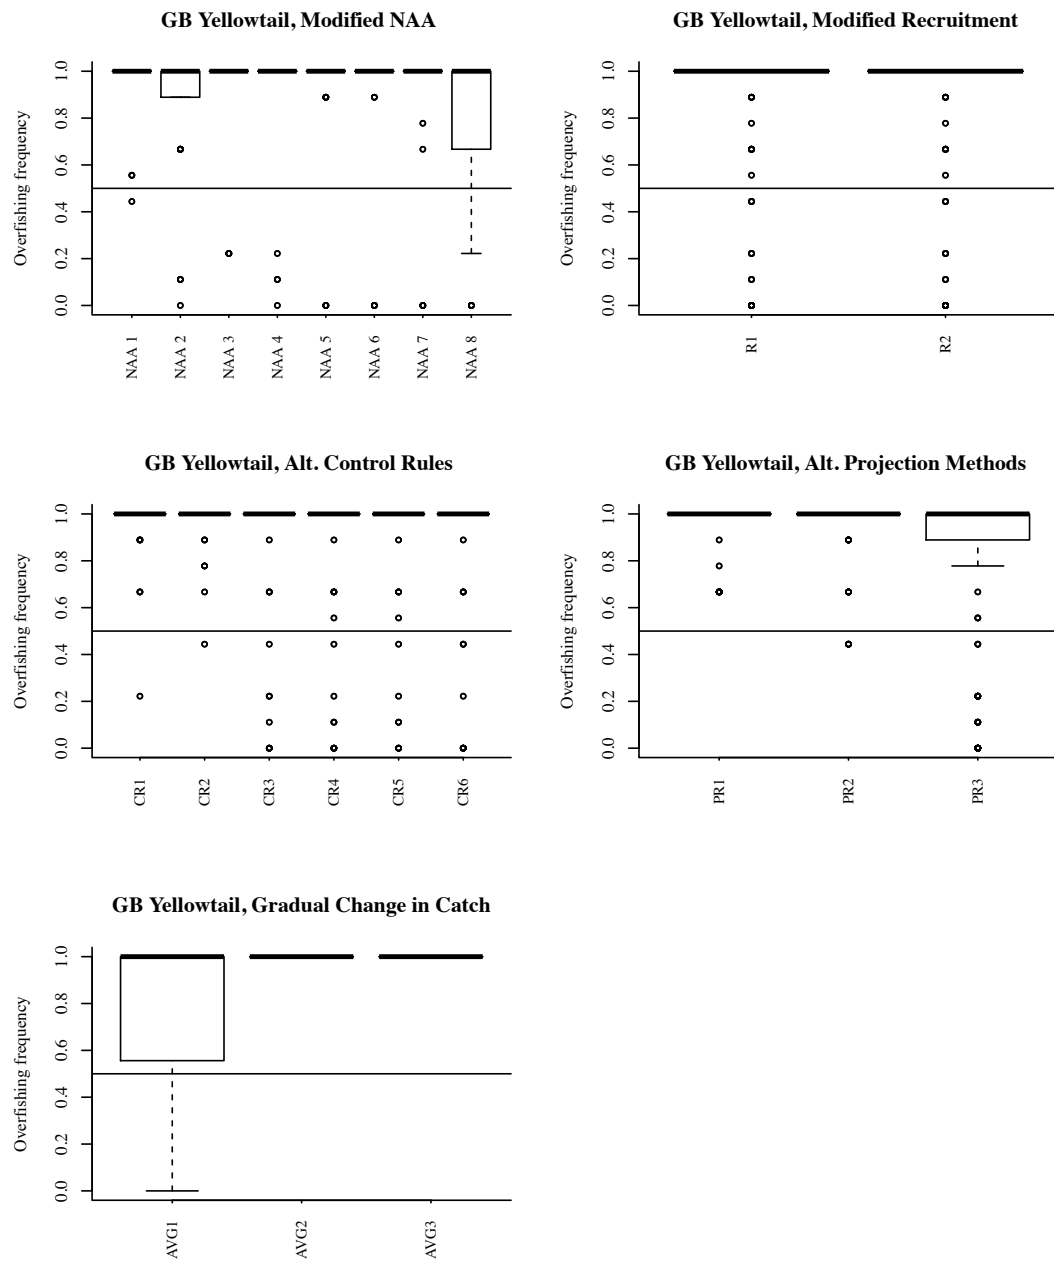 GB Yellowtail, Modified NAA
Overfishing frequency
1.0
0.8
0.6
0.4
0.2
0.0
NAA 1
NAA 2
NAA 3
NAA 4
NAA 5
NAA 6
NAA 7
NAA 8
GB Yellowtail, Modified Recruitment
Overfishing frequency
1.0
0.8
0.6
0.4
0.2
0.0
R1
R2
GB Yellowtail, Alt. Control Rules
Overfishing frequency
1.0
0.8
0.6
0.4
0.2
0.0
CR1
CR2
CR3
CR4
CR5
CR6
GB Yellowtail, Alt. Projection Methods
Overfishing frequency
1.0
0.8
0.6
0.4
0.2
0.0
PR1
PR2
PR3
GB Yellowtail, Gradual Change in Catch
Overfishing frequency
1.0
0.8
0.6
0.4
0.2
0.0
AVG1
AVG2
AVG3